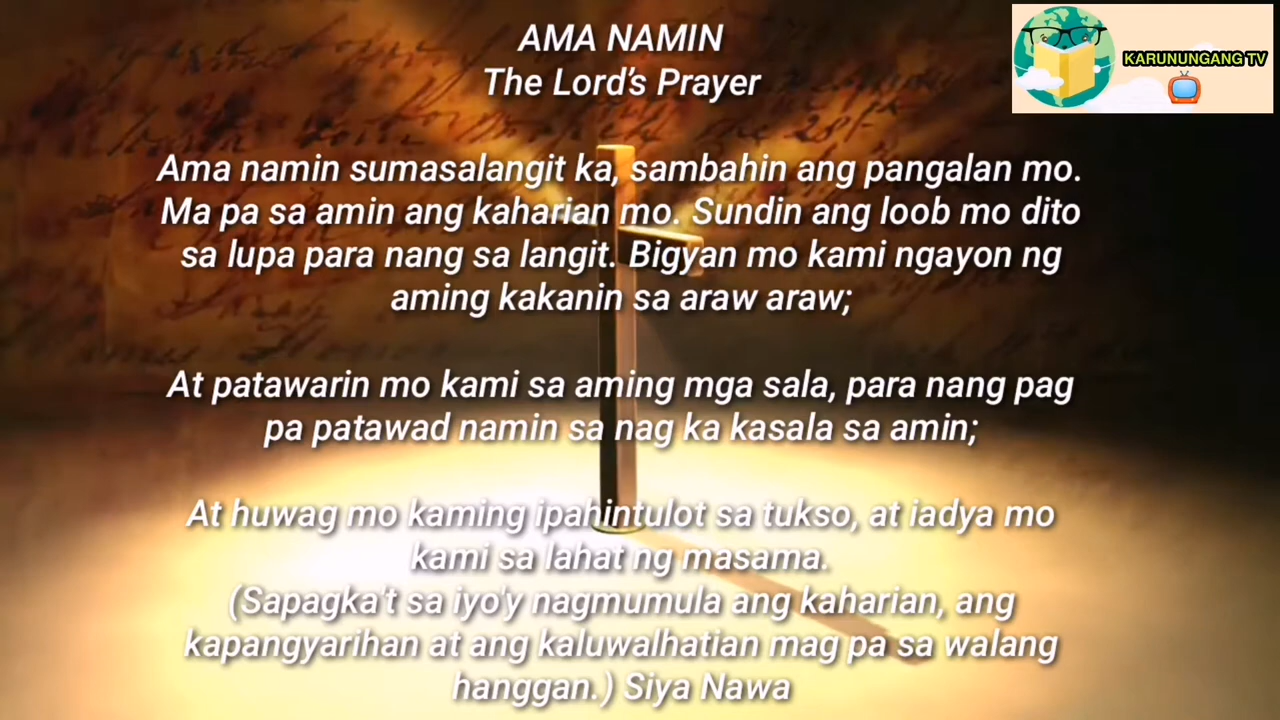 AMA NAMIN
The Lord's Prayer
KARUNUNGANG TV
Ama namin sumasalangit ka, sambahin ang pangalan mo.
Ma pa sa amin ang kaharian mo. Sundin ang loob mo dito
sa lupa para nang sa langit. Bigyan mo kami ngayon ng
aming kakanin sa araw araw;
At patawarin mo kami sa aming mga sala, para nang pag
pa patawad namin sa nag ka kasala sa amin;
At huwag mo kaming ipahintulot sa tukso, at iadya mo
kami sa lahat ng masama.
(Sapagka't sa iyo'y nagmumula ang kaharian, ang
kapangyarihan at ang kaluwalhatian mag pa sa walang
hanggan.) Siya Nawa